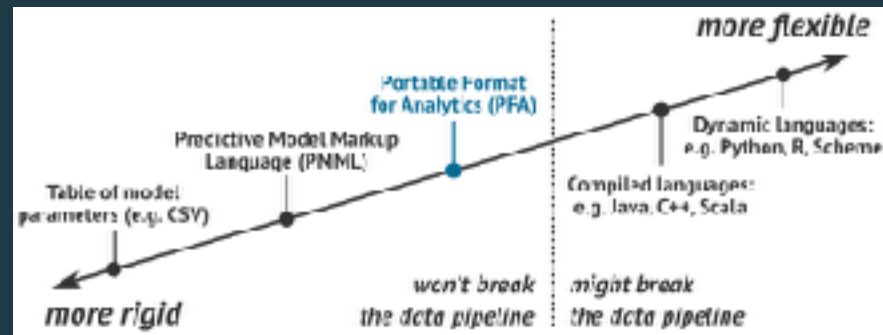 more flexible
Portable Format
for Analytics (PFA)
Dynamic languages:
e.g. Python, R, Scheme
Predictive Model Markup
Language (PMML)
Compiled languages:
e.g. Java, C++, Scala
Table of model
parameters (e.g. CSV)
won't break
the data pipeline
might break
the data pipeline
more rigid